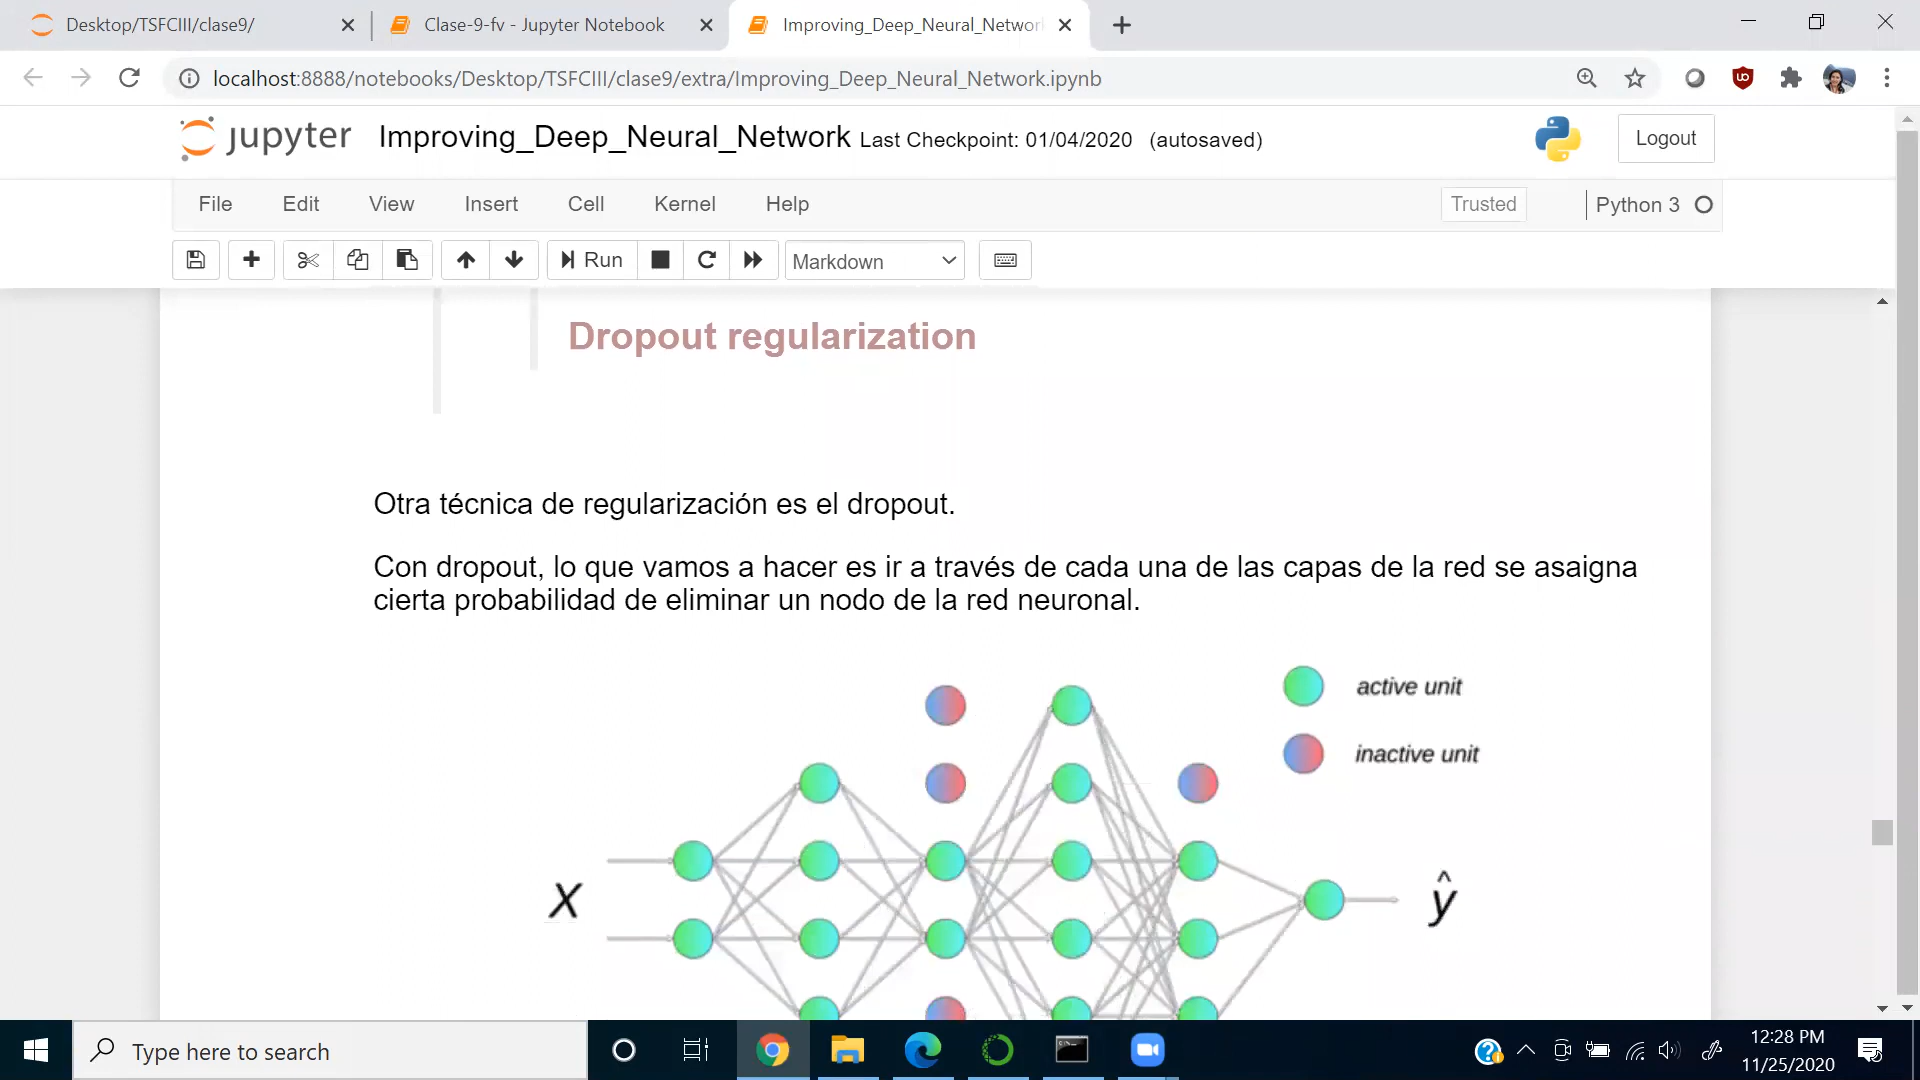 Desktop/TSFCIII/clase9/
Clase-9-fv - Jupyter Notebook
Improving_Deep_Neural_Networ
localhost:8888/notebooks/Desktop/TSFCIII/clase9/extra/Improving_Deep_Neural_Network.ipynb
jupyter Improving_Deep_Neural_Network Last Checkpoint: 01/04/2020 (autosaved)
Logout
File Edit View Insert Cell Kernel Help
Trusted
Python 3
Run
Markdown
Dropout regularization
Otra técnica de regularización es el dropout.
Con dropout, lo que vamos a hacer es ir a través de cada una de las capas de la red se asaigna
cierta probabilidad de eliminar un nodo de la red neuronal.
active unit
inactive unit
X
ŷ
Type here to search
12:28 PM
11/25/2020